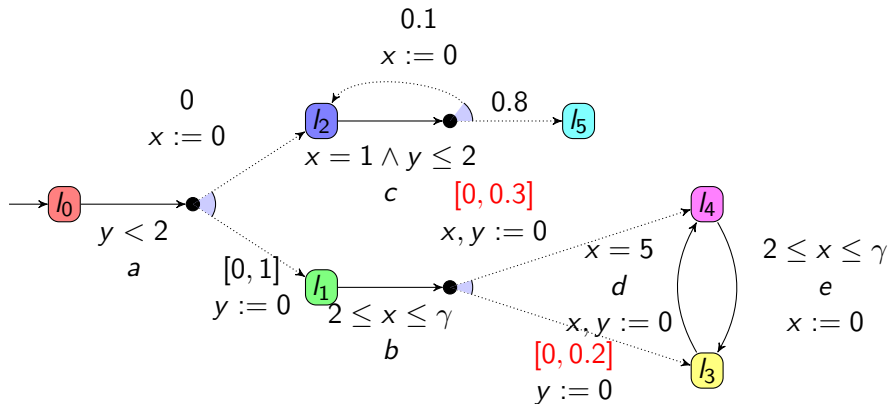 0.1
x := 0
0
0.8
x := 0
l2
l5
x = 1 ∧ y ≤ 2
c
[0, 0.3]
l0
l4
y < 2
x, y := 0
a
x = 5
2 ≤ x ≤ γ
[0, 1]
d
e
y := 0
l1
2 ≤ x ≤ γ
x, y := 0
x := 0
b
[0, 0.2]
l3
y := 0